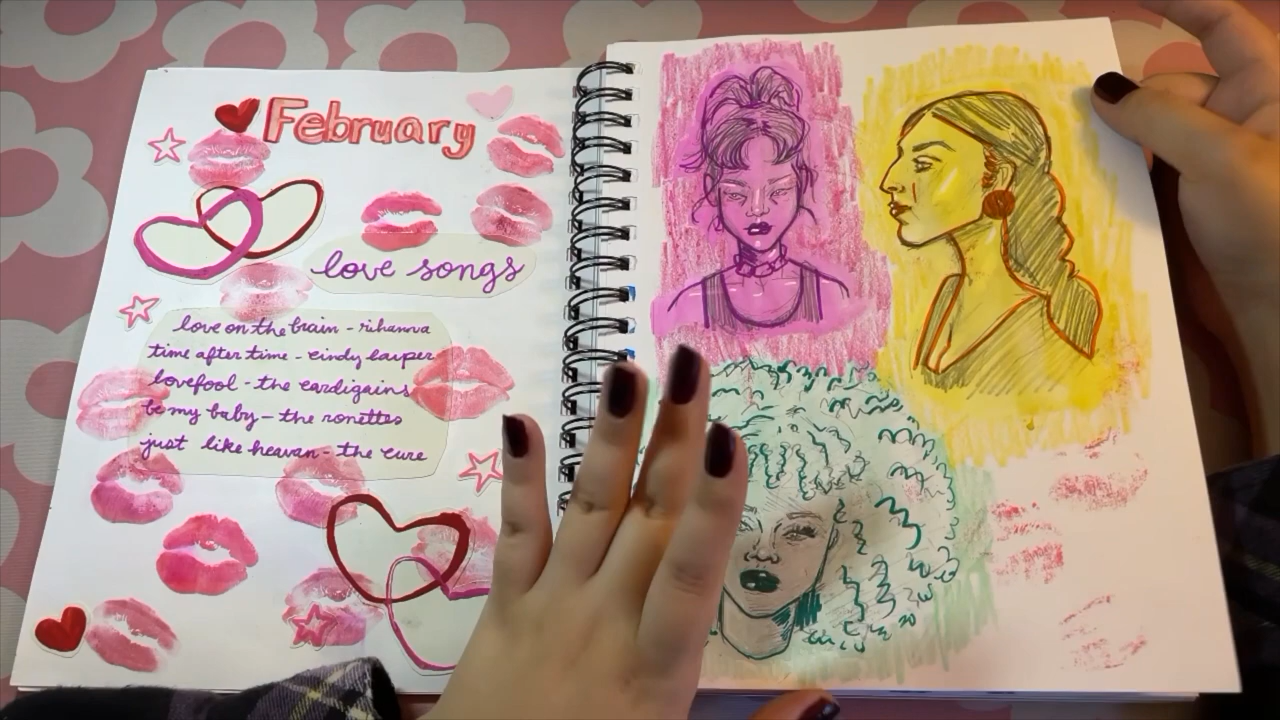 February
love songs
love on the brain - rihanna
time after time - cindy lauper
lovefool - the cardigains
be my baby - the ronettes
just like heavan - the cure